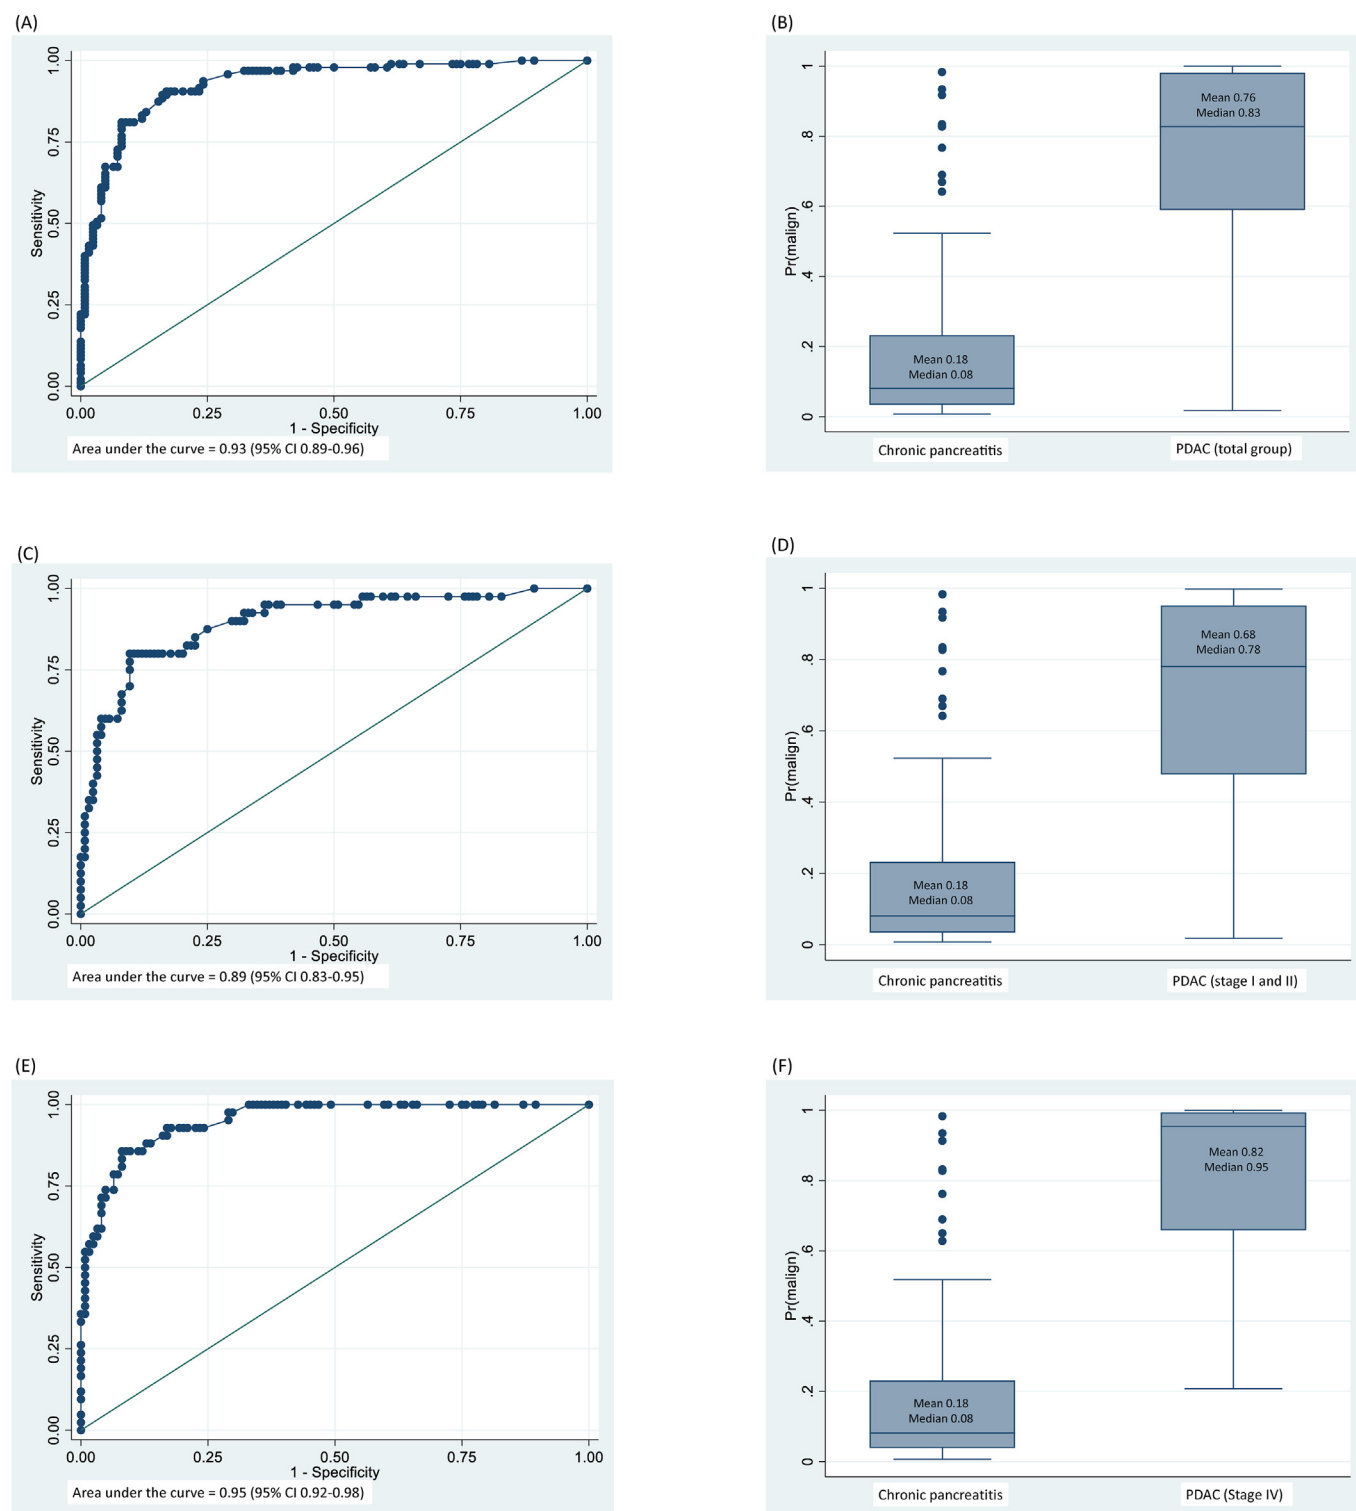 (A)
1.00
0.75
0.50
0.25
0.00
Sensitivity
0.00 0.25 0.50 0.75 1.00
1 - Specificity
Area under the curve = 0.93 (95% CI 0.89-0.96)
(B)
1
.8
.6
.4
.2
0
Pr(malign)
Mean 0.18
Median 0.08
Mean 0.76
Median 0.83
Chronic pancreatitis PDAC (total group)
(C)
1.00
0.75
0.50
0.25
0.00
Sensitivity
0.00 0.25 0.50 0.75 1.00
1 - Specificity
Area under the curve = 0.89 (95% CI 0.83-0.95)
(D)
1
.8
.6
.4
.2
0
Pr(malign)
Mean 0.18
Median 0.08
Mean 0.68
Median 0.78
Chronic pancreatitis PDAC (stage I and II)
(E)
1.00
0.75
0.50
0.25
0.00
Sensitivity
0.00 0.25 0.50 0.75 1.00
1 - Specificity
Area under the curve = 0.95 (95% CI 0.92-0.98)
(F)
1
.8
.6
.4
.2
0
Pr(malign)
Mean 0.18
Median 0.08
Mean 0.82
Median 0.95
Chronic pancreatitis PDAC (Stage IV)